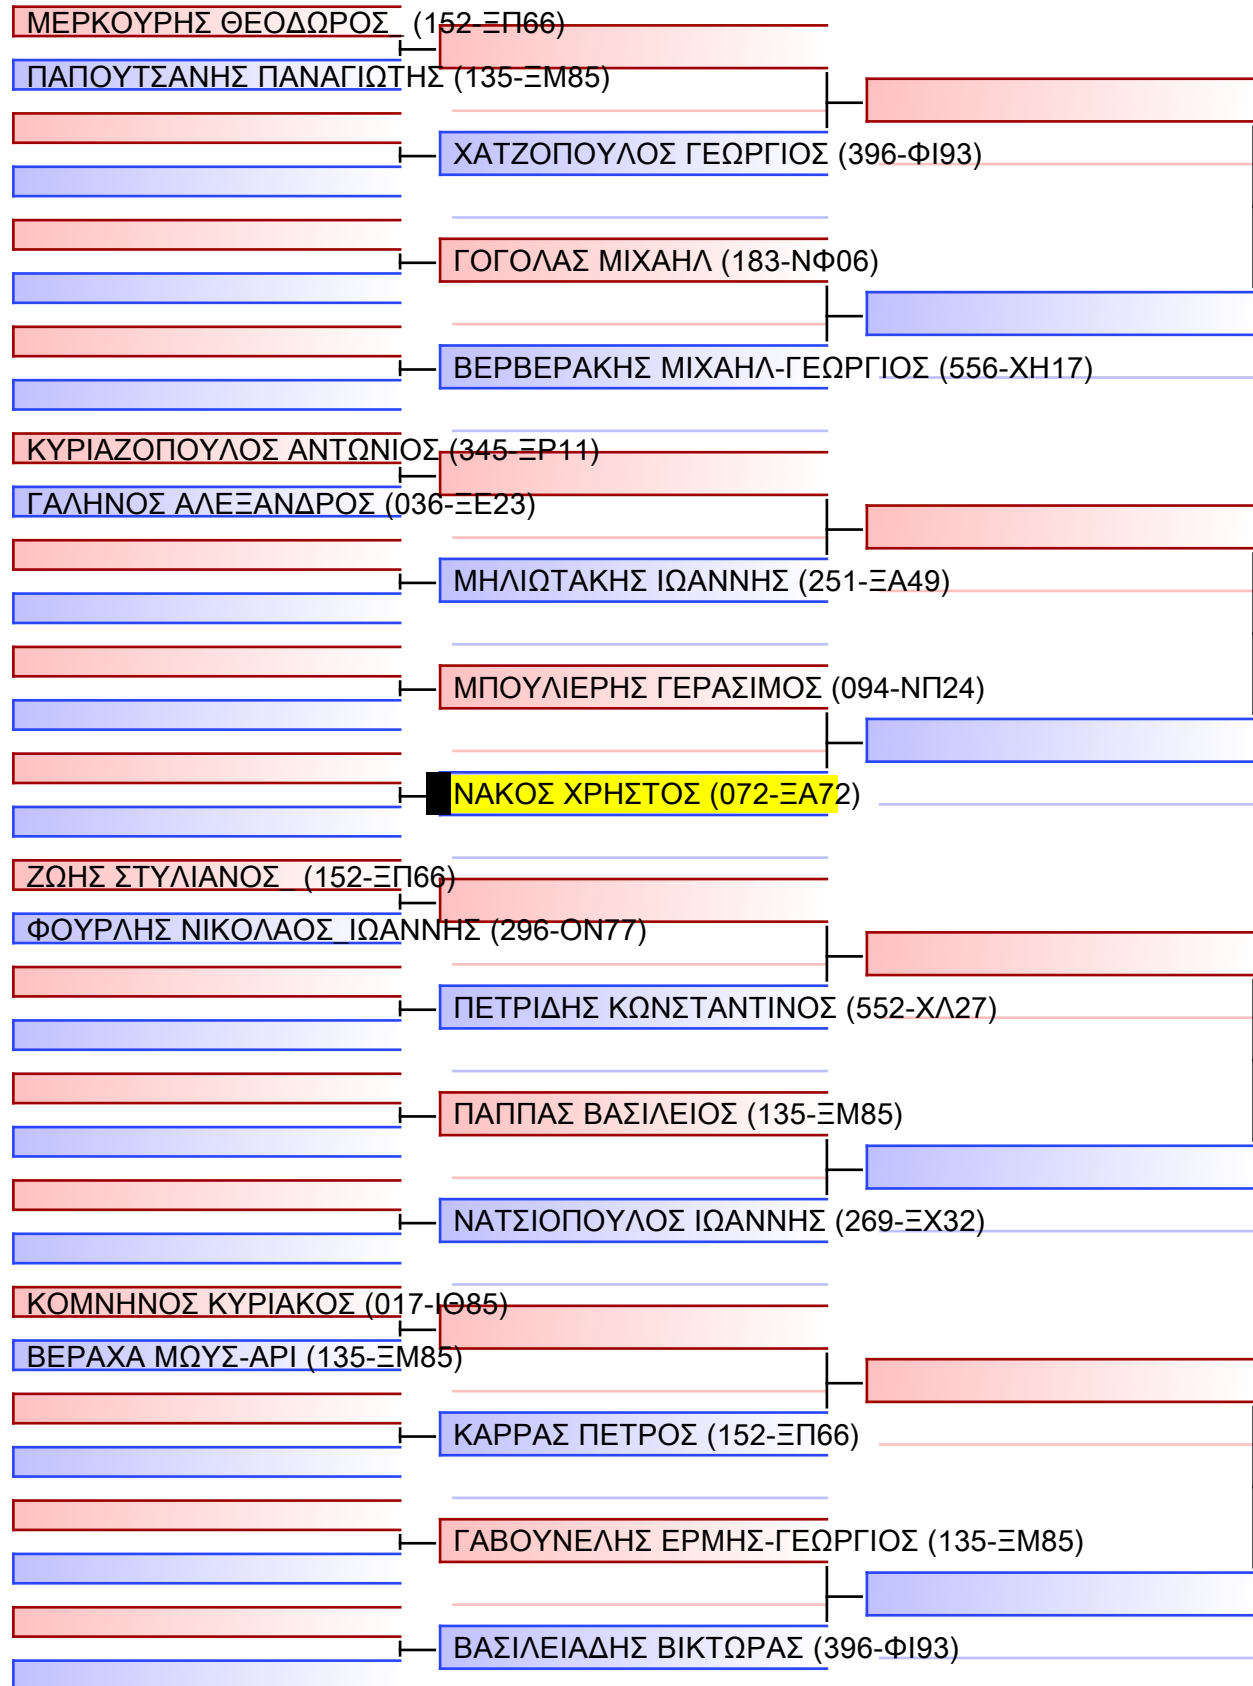 ΜΕΡΚΟΥΡΗΣ ΘΕΟΔΩΡΟΣ_ (152-ΞΠ66)
ΠΑΠΟΥΤΣΑΝΗΣ ΠΑΝΑΓΙΩΤΗΣ (135-ΞΜ85)
ΧΑΤΖΟΠΟΥΛΟΣ ΓΕΩΡΓΙΟΣ (396-ΦΙ93)
ΓΟΓΟΛΑΣ ΜΙΧΑΗΛ (183-ΝΦ06)
ΒΕΡΒΕΡΑΚΗΣ ΜΙΧΑΗΛ-ΓΕΩΡΓΙΟΣ (556-ΧΗ17)
ΚΥΡΙΑΖΟΠΟΥΛΟΣ ΑΝΤΩΝΙΟΣ (345-ΞΡ11)
ΓΑΛΗΝΟΣ ΑΛΕΞΑΝΔΡΟΣ (036-ΞΕ23)
ΜΗΛΙΩΤΑΚΗΣ ΙΩΑΝΝΗΣ (251-ΞΑ49)
ΜΠΟΥΛΙΕΡΗΣ ΓΕΡΑΣΙΜΟΣ (094-ΝΠ24)
ΝΑΚΟΣ ΧΡΗΣΤΟΣ (072-ΞΑ72)
ΖΩΗΣ ΣΤΥΛΙΑΝΟΣ_ (152-ΞΠ66)
ΦΟΥΡΛΗΣ ΝΙΚΟΛΑΟΣ_ΙΩΑΝΝΗΣ (296-ΟΝ77)
ΠΕΤΡΙΔΗΣ ΚΩΝΣΤΑΝΤΙΝΟΣ (552-ΧΛ27)
ΠΑΠΠΑΣ ΒΑΣΙΛΕΙΟΣ (135-ΞΜ85)
ΝΑΤΣΙΟΠΟΥΛΟΣ ΙΩΑΝΝΗΣ (269-ΞΧ32)
ΚΟΜΝΗΝΟΣ ΚΥΡΙΑΚΟΣ (017-ΙΘ85)
ΒΕΡΑΧΑ ΜΩΥΣ-ΑΡΙ (135-ΞΜ85)
ΚΑΡΡΑΣ ΠΕΤΡΟΣ (152-ΞΠ66)
ΓΑΒΟΥΝΕΛΗΣ ΕΡΜΗΣ-ΓΕΩΡΓΙΟΣ (135-ΞΜ85)
ΒΑΣΙΛΕΙΑΔΗΣ ΒΙΚΤΩΡΑΣ (396-ΦΙ93)